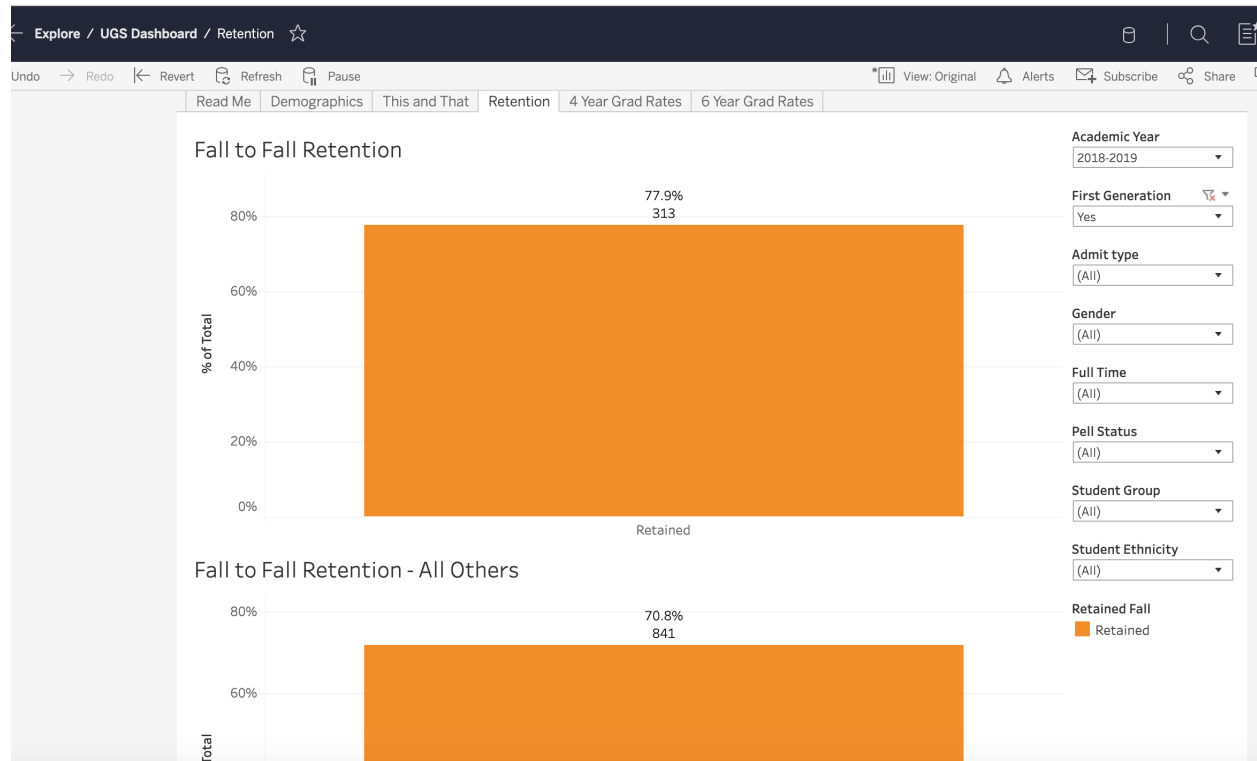 Explore / UGS Dashboard / Retention
Undo Redo Revert Refresh Pause View: Original Alerts Subscribe Share
Read Me Demographics This and That Retention 4 Year Grad Rates 6 Year Grad Rates
Fall to Fall Retention
77.9%
313
80%
60%
40%
20%
0%
% of Total
Retained
Fall to Fall Retention - All Others
70.8%
841
80%
60%
Total
Academic Year
2018-2019
First Generation
Yes
Admit type
(All)
Gender
(All)
Full Time
(All)
Pell Status
(All)
Student Group
(All)
Student Ethnicity
(All)
Retained Fall
Retained